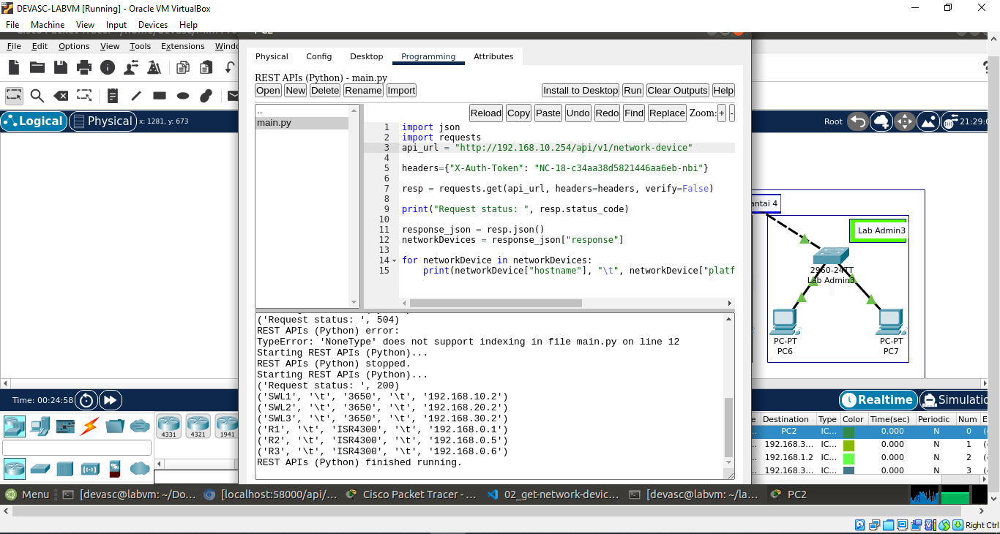 DEVASC-LABVM [Running] - Oracle VM VirtualBox
File Machine View Input Devices Help
PC2
File Edit Options View Tools Extensions
Physical Config Desktop Programming Attributes
REST APIs (Python) - main.py
Open New Delete Rename Import Install to Desktop Run Clear Outputs Help
..
main.py
Reload Copy Paste Undo Redo Find Replace Zoom: + -
Logical Physical x: 1281, y: 673
Root 21:29:
1 import json
2 import requests
3 api_url = "http://192.168.10.254/api/v1/network-device"
4
5 headers={"X-Auth-Token": "NC-18-c34aa38d5821446aa6eb-nbi"}
6
7 resp = requests.get(api_url, headers=headers, verify=False)
8
9 print("Request status: ", resp.status_code)
10
11 response_json = resp.json()
12 networkDevices = response_json["response"]
13
14 for networkDevice in networkDevices:
15 print(networkDevice["hostname"], "\t", networkDevice["platf
antai 4
Lab Admin3
2960-24TT
Lab Admin3
PC-PT
PC6
PC-PT
PC7
('Request status: ', 504)
REST APIs (Python) error:
TypeError: 'NoneType' does not support indexing in file main.py on line 12
Starting REST APIs (Python)...
REST APIs (Python) stopped.
Starting REST APIs (Python)...
('Request status: ', 200)
('SWL1', '\t', '3650', '\t', '192.168.10.2')
('SWL2', '\t', '3650', '\t', '192.168.20.2')
('SWL3', '\t', '3650', '\t', '192.168.30.2')
('R1', '\t', 'ISR4300', '\t', '192.168.0.1')
('R2', '\t', 'ISR4300', '\t', '192.168.0.5')
('R3', '\t', 'ISR4300', '\t', '192.168.0.6')
REST APIs (Python) finished running.
Time: 00:24:58
Realtime Simulatio
4331 4321 1941
Destination Type Color Time(sec) Periodic Num
PC2 IC... 0.000 N 0
192.168.3... IC... 0.000 N 1
192.168.1.2 IC... 0.000 N 2
192.168.3... IC... 0.000 N 3
Menu [devasc@labvm: ~/Do... [localhost:58000/api/... Cisco Packet Tracer - ... 02_get-network-devic... [devasc@labvm: ~/la... PC2
Right Ctrl